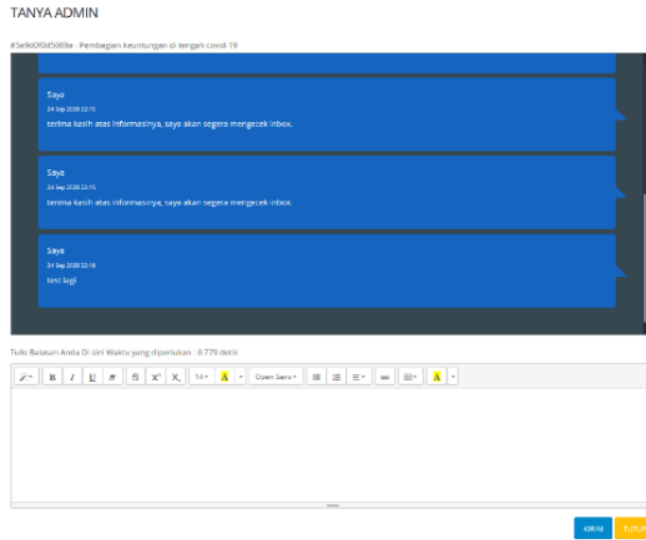 TANYA ADMIN
Pembagian keuntungan di tengah covid-19
Saya
24 Sep 2020 22:15
terima kasih atas informasinya, saya akan segera mengecek inbox.
Saya
24 Sep 2020 22:15
terima kasih atas informasinya, saya akan segera mengecek inbox.
Saya
24 Sep 2020 22:18
test lagi
Tulis Balasan Anda Di sini Waktu yang diperlukan : 0.779 detik
B I U S X² X, 14 A Open Sans A
KIRIM TUTUP